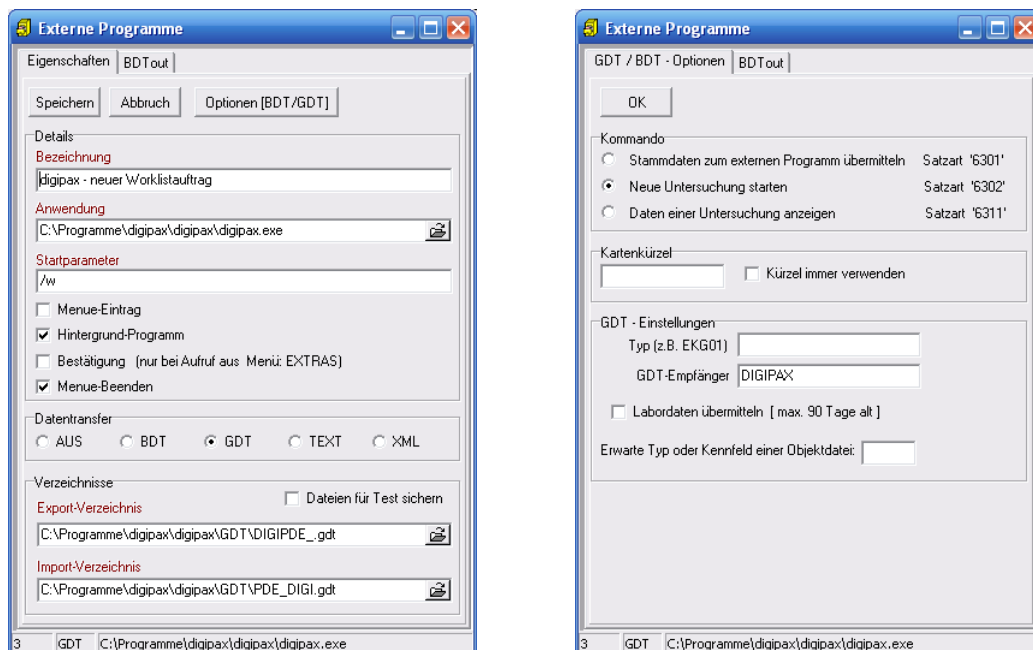 Externe Programme
Eigenschaften BDTout
Speichern Abbruch Optionen [BDT/GDT]
Details
Bezeichnung
digipax - neuer Worklistauftrag
Anwendung
C:\Programme\digipax\digipax\digipax.exe
Startparameter
/w
Menue-Eintrag
Hintergrund-Programm
Bestätigung (nur bei Aufruf aus Menü: EXTRAS)
Menue-Beenden
Datentransfer
AUS BDT GDT TEXT XML
Verzeichnisse
Dateien für Test sichern
Export-Verzeichnis
C:\Programme\digipax\digipax\GDT\DIGIPDE_.gdt
Import-Verzeichnis
C:\Programme\digipax\digipax\GDT\PDE_DIGI.gdt
3 GDT C:\Programme\digipax\digipax\digipax.exe
Externe Programme
GDT / BDT - Optionen BDTout
OK
Kommando
Stammdaten zum externen Programm übermitteln Satzart '6301'
Neue Untersuchung starten Satzart '6302'
Daten einer Untersuchung anzeigen Satzart '6311'
Kartenkürzel
Kürzel immer verwenden
GDT - Einstellungen
Typ (z.B. EKG01)
GDT-Empfänger DIGIPAX
Labordaten übermitteln [ max. 90 Tage alt ]
Erwarte Typ oder Kennfeld einer Objektdatei:
3 GDT C:\Programme\digipax\digipax\digipax.exe